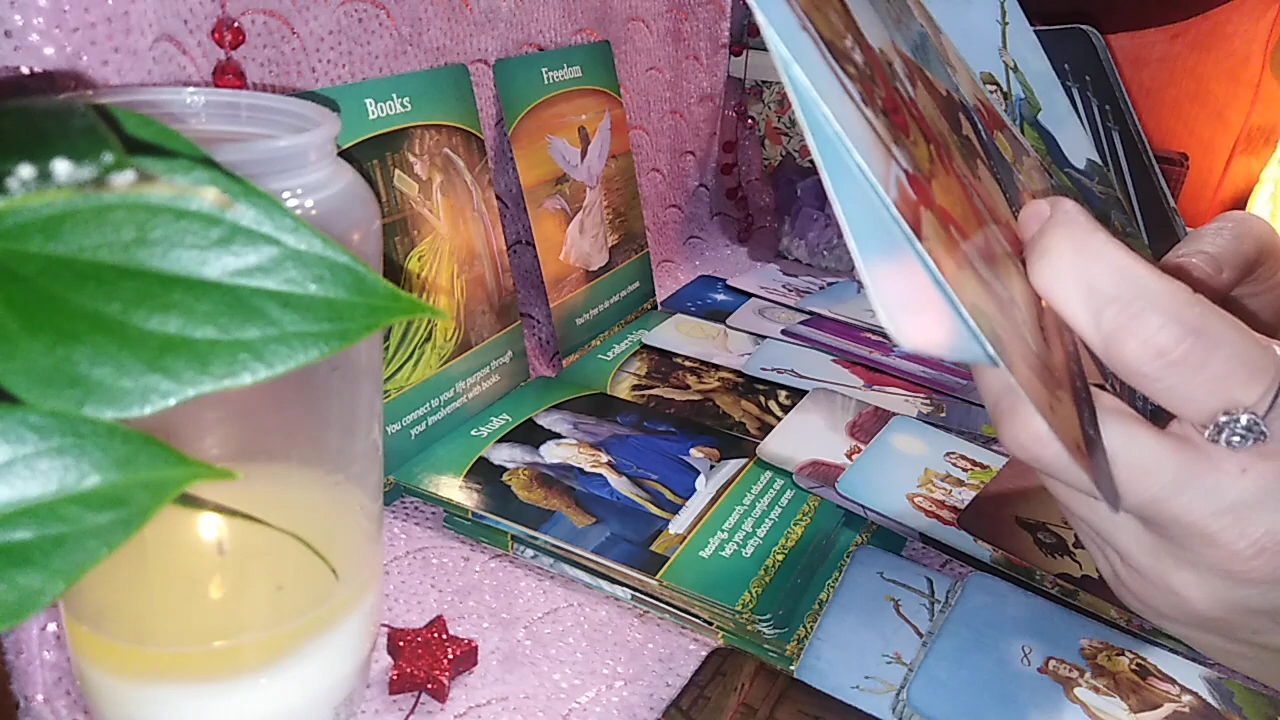 Books
You connect to your life purpose through
your involvement with books.
Freedom
You're free to do what you choose.
Leadership
Study
Reading, research, and education
help you gain confidence and
clarity about your career.
∞